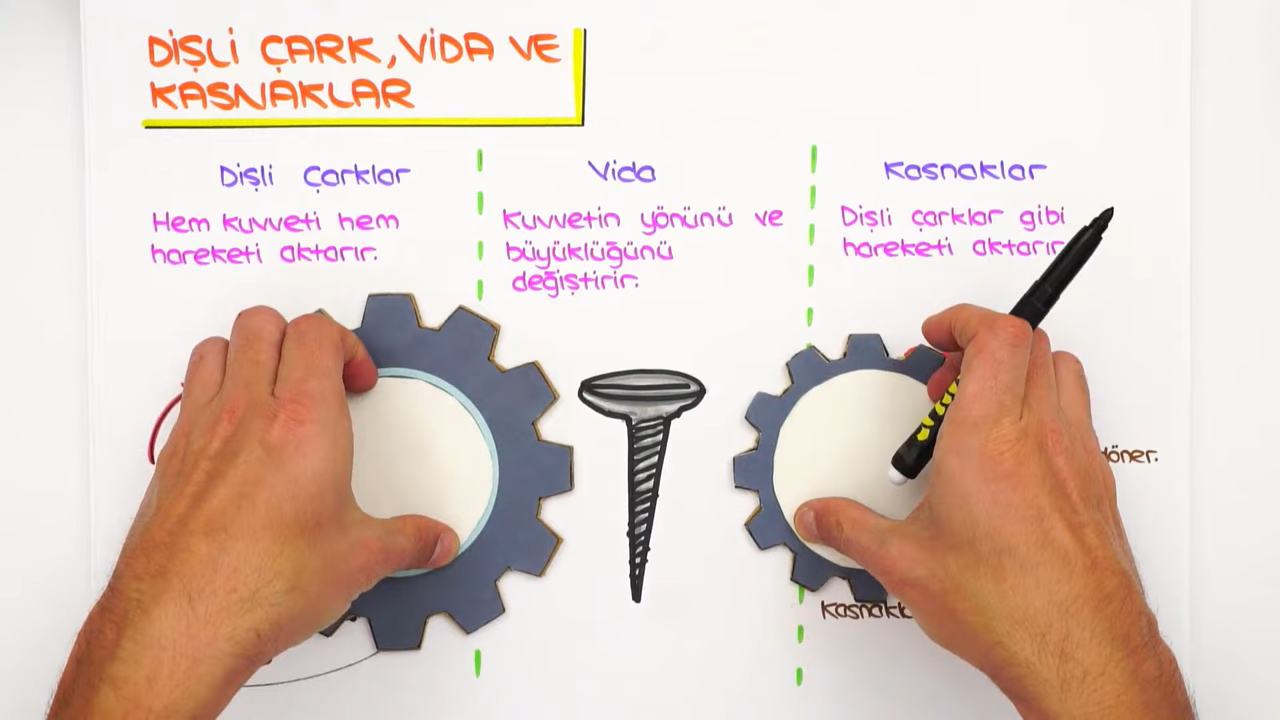 DİŞLİ ÇARK, VİDA VE
KASNAKLAR
Dişli Çarklar
Hem kuvveti hem
hareketi aktarır.
Vida
Kuvvetin yönünü ve
büyüklüğünü
değiştirir.
Kasnaklar
Dişli çarklar gibi
hareketi aktarır